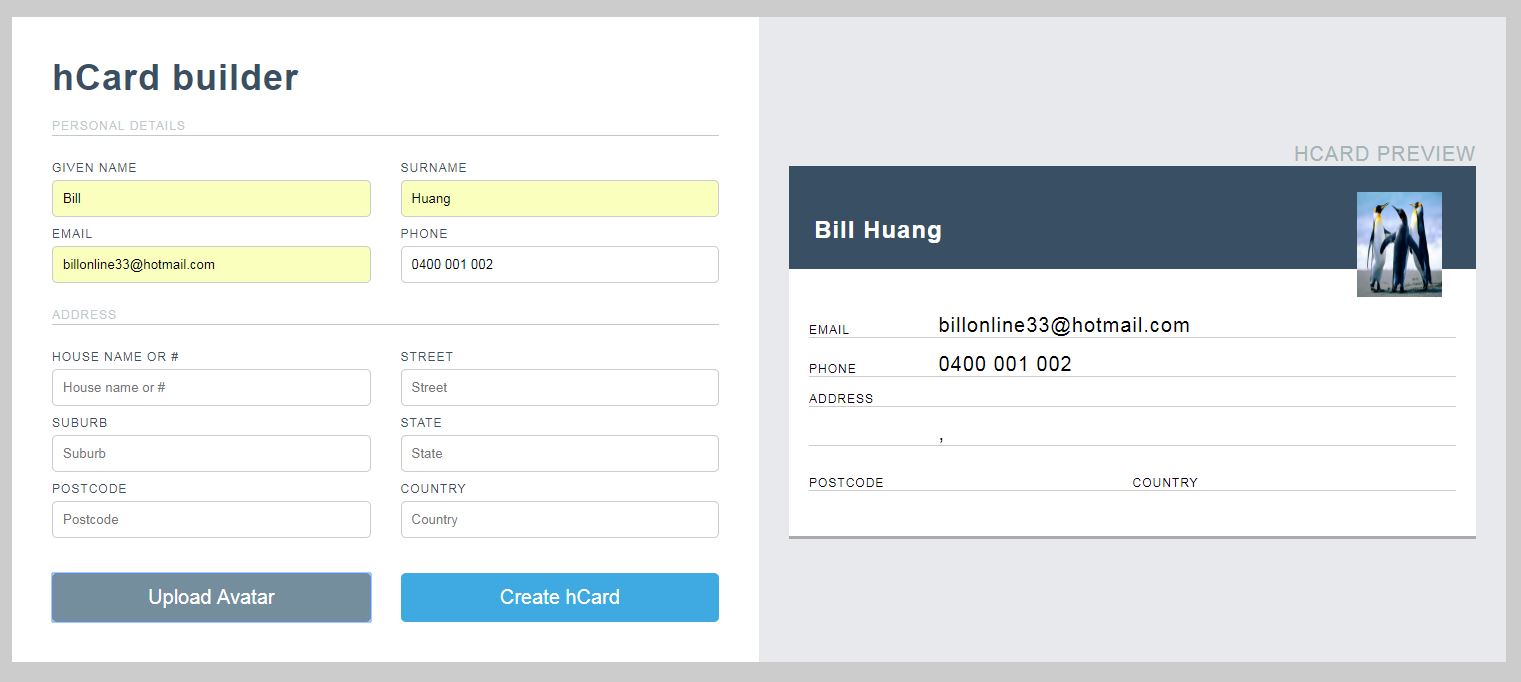 hCard builder
PERSONAL DETAILS
GIVEN NAME SURNAME
Bill Huang
EMAIL PHONE
billonline33@hotmail.com 0400 001 002
ADDRESS
HOUSE NAME OR # STREET
House name or # Street
SUBURB STATE
Suburb State
POSTCODE COUNTRY
Postcode Country
Upload Avatar Create hCard
HCARD PREVIEW
Bill Huang
EMAIL billonline33@hotmail.com
PHONE 0400 001 002
ADDRESS
,
POSTCODE COUNTRY